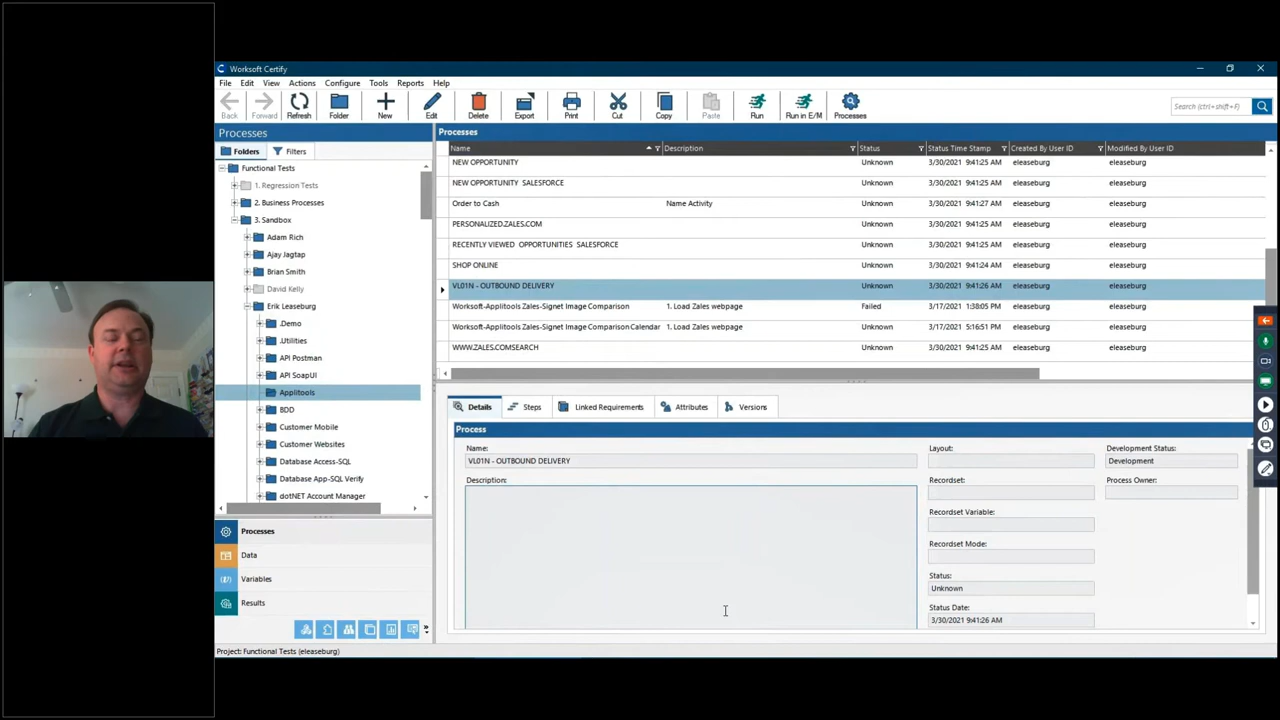 Worksoft Certify
File Edit View Actions Configure Tools Reports Help
Back Forward Refresh Folder New Edit Delete Export Print Cut Copy Paste Run Run in E/M Processes
Search (ctrl+shift+F)
Processes
Folders Filters
Functional Tests
1. Regression Tests
2. Business Processes
3. Sandbox
Adam Rich
Ajay Jagtap
Brian Smith
David Kelly
Erik Leaseburg
.Demo
.Utilities
API Postman
API SoapUI
Applitools
BDD
Customer Mobile
Customer Websites
Database Access-SQL
Database App-SQL Verify
dotNET Account Manager
Processes
Data
Variables
Results
Processes
Name Description Status Status Time Stamp Created By User ID Modified By User ID
NEW OPPORTUNITY Unknown 3/30/2021 9:41:25 AM eleaseburg eleaseburg
NEW OPPORTUNITY SALESFORCE Unknown 3/30/2021 9:41:25 AM eleaseburg eleaseburg
Order to Cash Name Activity Unknown 3/30/2021 9:41:27 AM eleaseburg eleaseburg
PERSONALIZED.ZALES.COM Unknown 3/30/2021 9:41:25 AM eleaseburg eleaseburg
RECENTLY VIEWED OPPORTUNITIES SALESFORCE Unknown 3/30/2021 9:41:25 AM eleaseburg eleaseburg
SHOP ONLINE Unknown 3/30/2021 9:41:24 AM eleaseburg eleaseburg
VL01N - OUTBOUND DELIVERY Unknown 3/30/2021 9:41:26 AM eleaseburg eleaseburg
Worksoft-Applitools Zales-Signet Image Comparison 1. Load Zales webpage Failed 3/17/2021 1:38:05 PM eleaseburg eleaseburg
Worksoft-Applitools Zales-Signet Image Comparison Calendar 1. Load Zales webpage Unknown 3/17/2021 5:16:51 PM eleaseburg eleaseburg
WWW.ZALES.COMSEARCH Unknown 3/30/2021 9:41:25 AM eleaseburg eleaseburg
Details Steps Linked Requirements Attributes Versions
Process
Name: Layout: Development Status:
VL01N - OUTBOUND DELIVERY Development
Description: Recordset: Process Owner:
Recordset Variable:
Recordset Mode:
Status:
Unknown
Status Date:
3/30/2021 9:41:26 AM
Project: Functional Tests (eleaseburg)